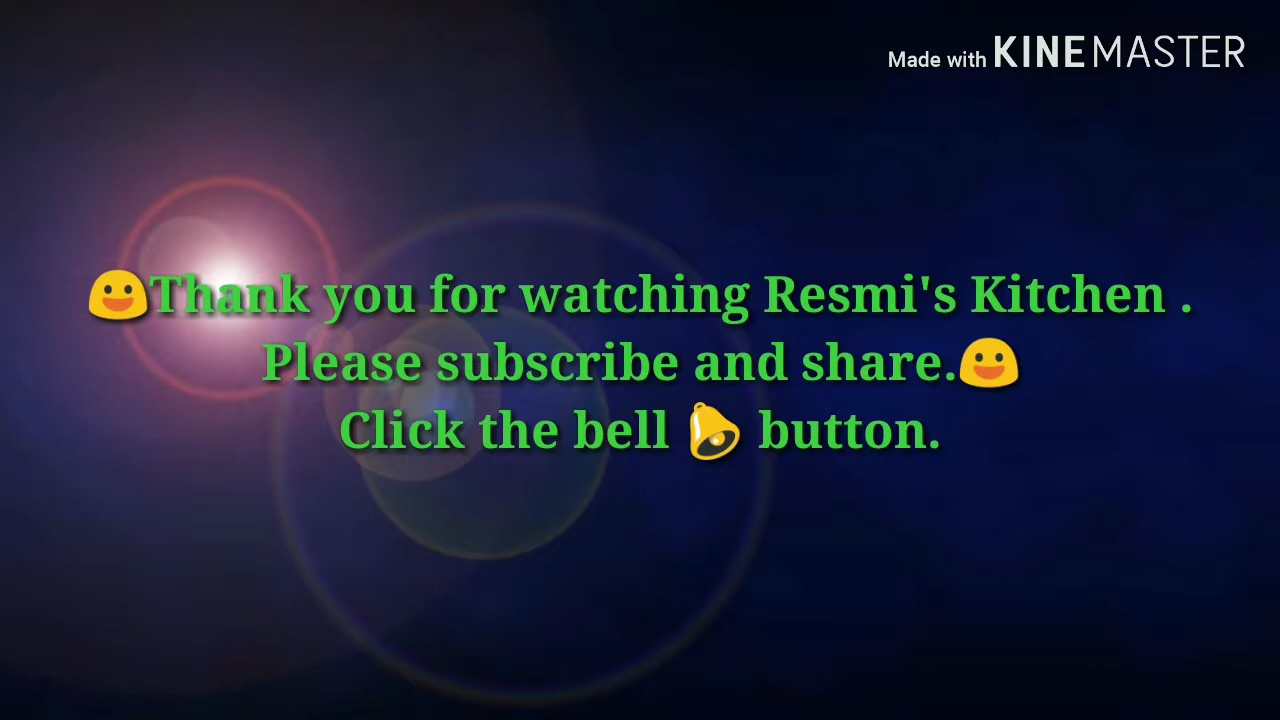 Made with KINEMASTER
😃Thank you for watching Resmi's Kitchen .
Please subscribe and share.😃
Click the bell 🔔 button.